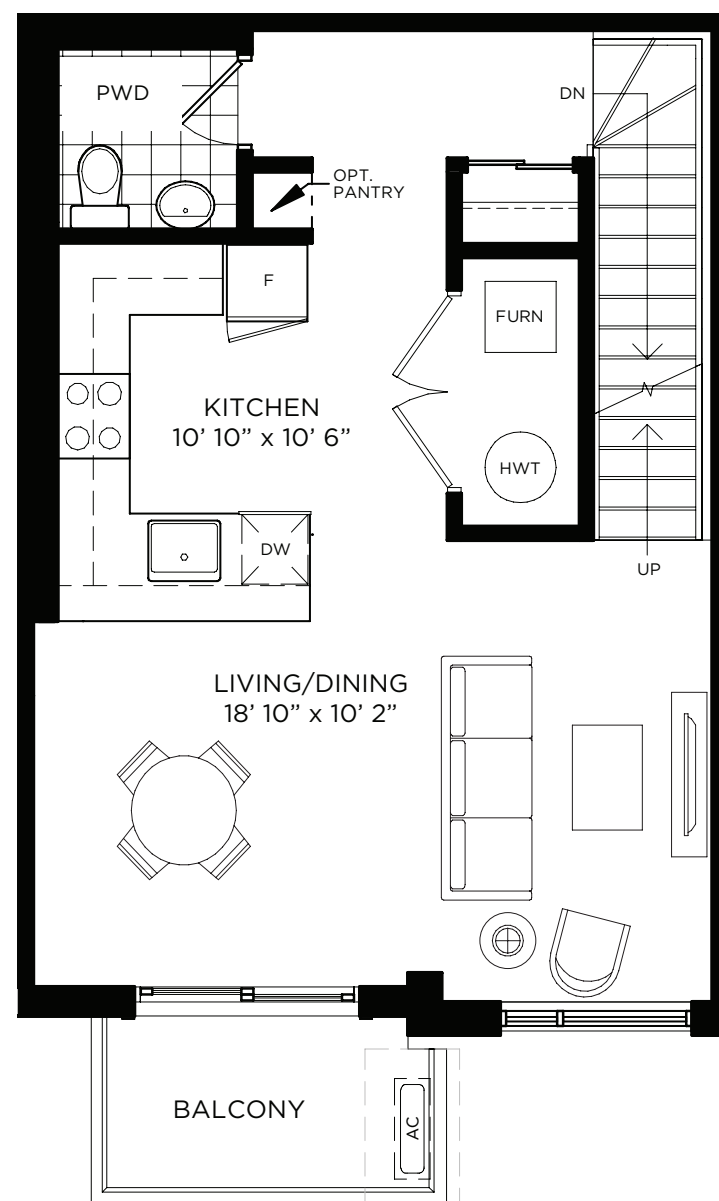 PWD
DN
OPT.
PANTRY
F
FURN
KITCHEN
10’ 10” x 10’ 6”
HWT
DW
UP
LIVING/DINING
18’ 10” x 10’ 2”
BALCONY
AC